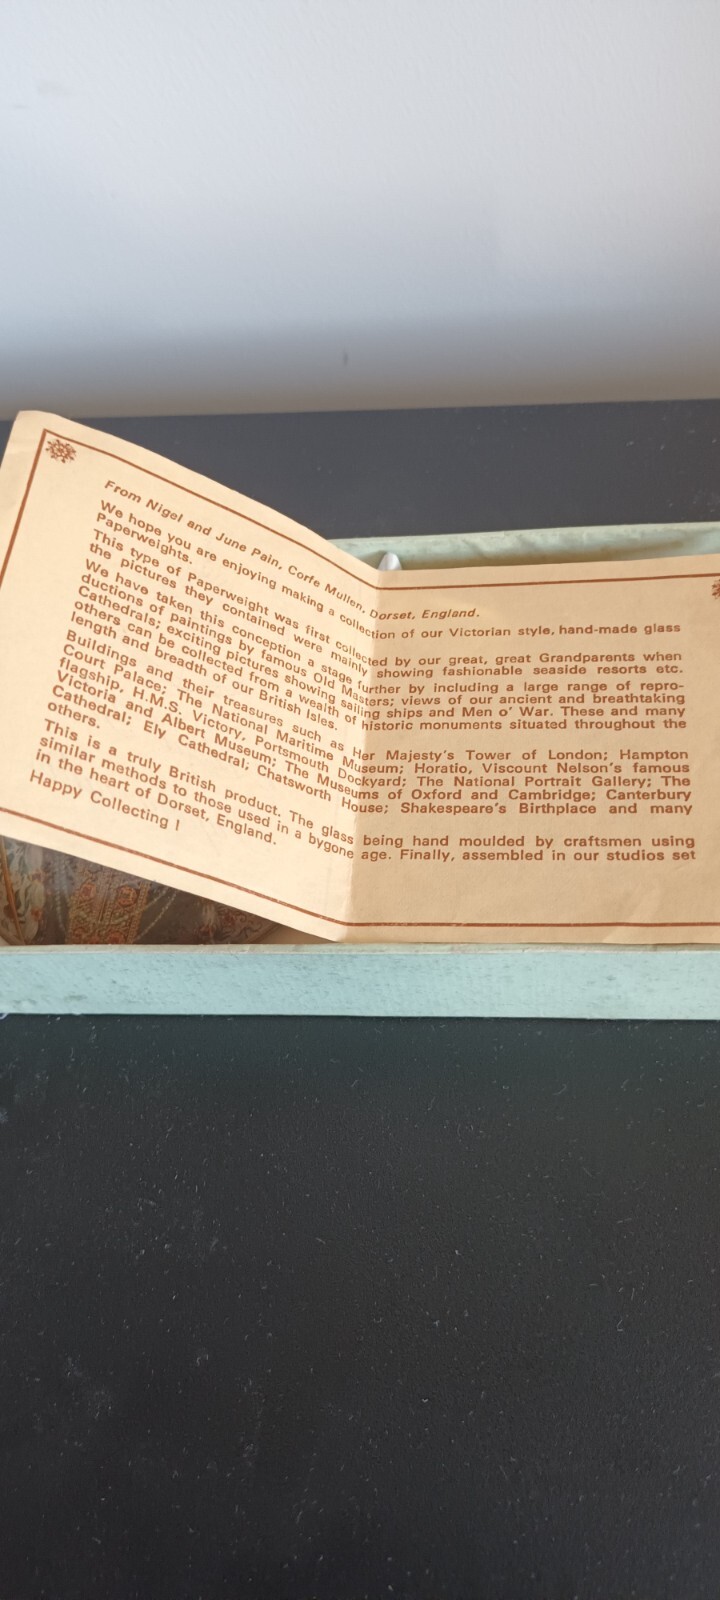 From Nigel and June Pain, Corfe Mullen, Dorset, England.
We hope you are enjoying making a collection of our Victorian style, hand-made glass
Paperweights.
This type of Paperweight was first collected by our great, great Grandparents when
the pictures they contained were mainly showing fashionable seaside resorts etc.
We have taken this conception a stage further by including a large range of repro-
ductions of paintings by famous Old Masters; views of our ancient and breathtaking
Cathedrals; exciting pictures showing sailing ships and Men o' War. These and many
others can be collected from a wealth of historic monuments situated throughout the
length and breadth of our British Isles.
Buildings and their treasures such as Her Majesty's Tower of London; Hampton
Court Palace; The National Maritime Museum; Horatio, Viscount Nelson's famous
flagship, H.M.S. Victory, Portsmouth Dockyard; The National Portrait Gallery; The
Victoria and Albert Museum; The Museums of Oxford and Cambridge; Canterbury
Cathedral; Ely Cathedral; Chatsworth House; Shakespeare's Birthplace and many
others.
This is a truly British product. The glass being hand moulded by craftsmen using
similar methods to those used in a bygone age. Finally, assembled in our studios set
in the heart of Dorset, England.
Happy Collecting !